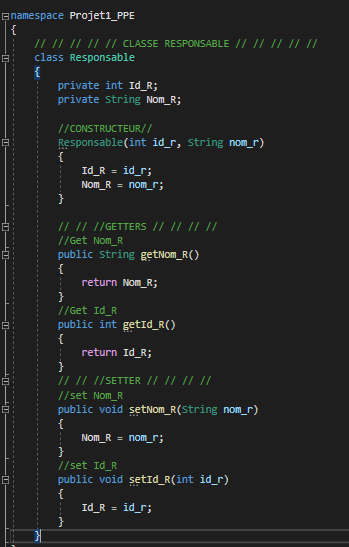 namespace Projet1_PPE
{
// // // // // CLASSE RESPONSABLE // // // // //
class Responsable
{
private int Id_R;
private String Nom_R;
//CONSTRUCTEUR//
Responsable(int id_r, String nom_r)
{
Id_R = id_r;
Nom_R = nom_r;
}
// // //GETTERS // // // //
//Get Nom_R
public String getNom_R()
{
return Nom_R;
}
//Get Id_R
public int getId_R()
{
return Id_R;
}
// // //SETTER // // // //
//set Nom_R
public void setNom_R(String nom_r)
{
Nom_R = nom_r;
}
//set Id_R
public void setId_R(int id_r)
{
Id_R = id_r;
}
}